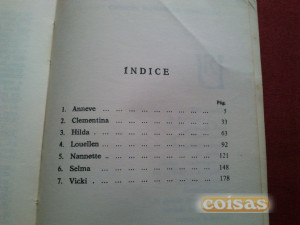 ÍNDICE
Pág.
1. Anneve ... ... ... ... ... ... ... ... 7
2. Clementina ... ... ... ... ... ... ... 33
3. Hilda . ... ... ... ... ... ... ... ... 63
4. Louellen ... ... ... ... ... ... ... ... 92
5. Nannette ... ... ... ... ... ... ... ... 121
6. Selma ... ... ... ... ... ... ... ... 148
7. Vicki . ... ... ... ... ... ... ... ... 178
coisas